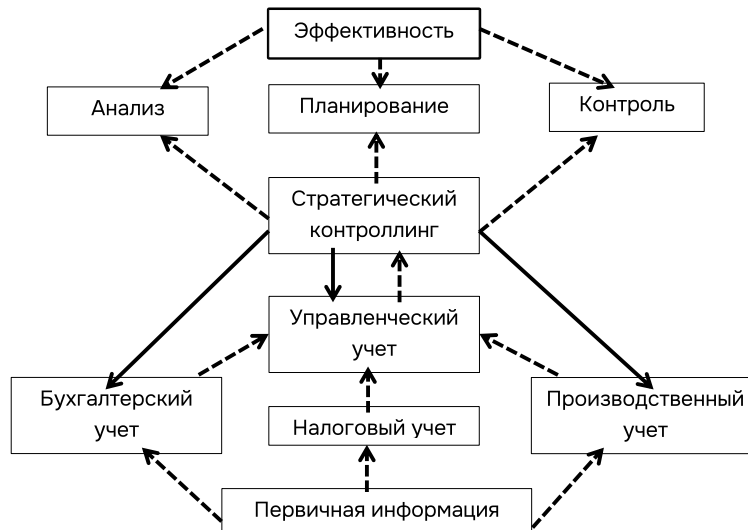 Эффективность
Анализ
Планирование
Контроль
Стратегический
контроллинг
Управленческий
учет
Бухгалтерский
учет
Налоговый учет
Производственный
учет
Первичная информация